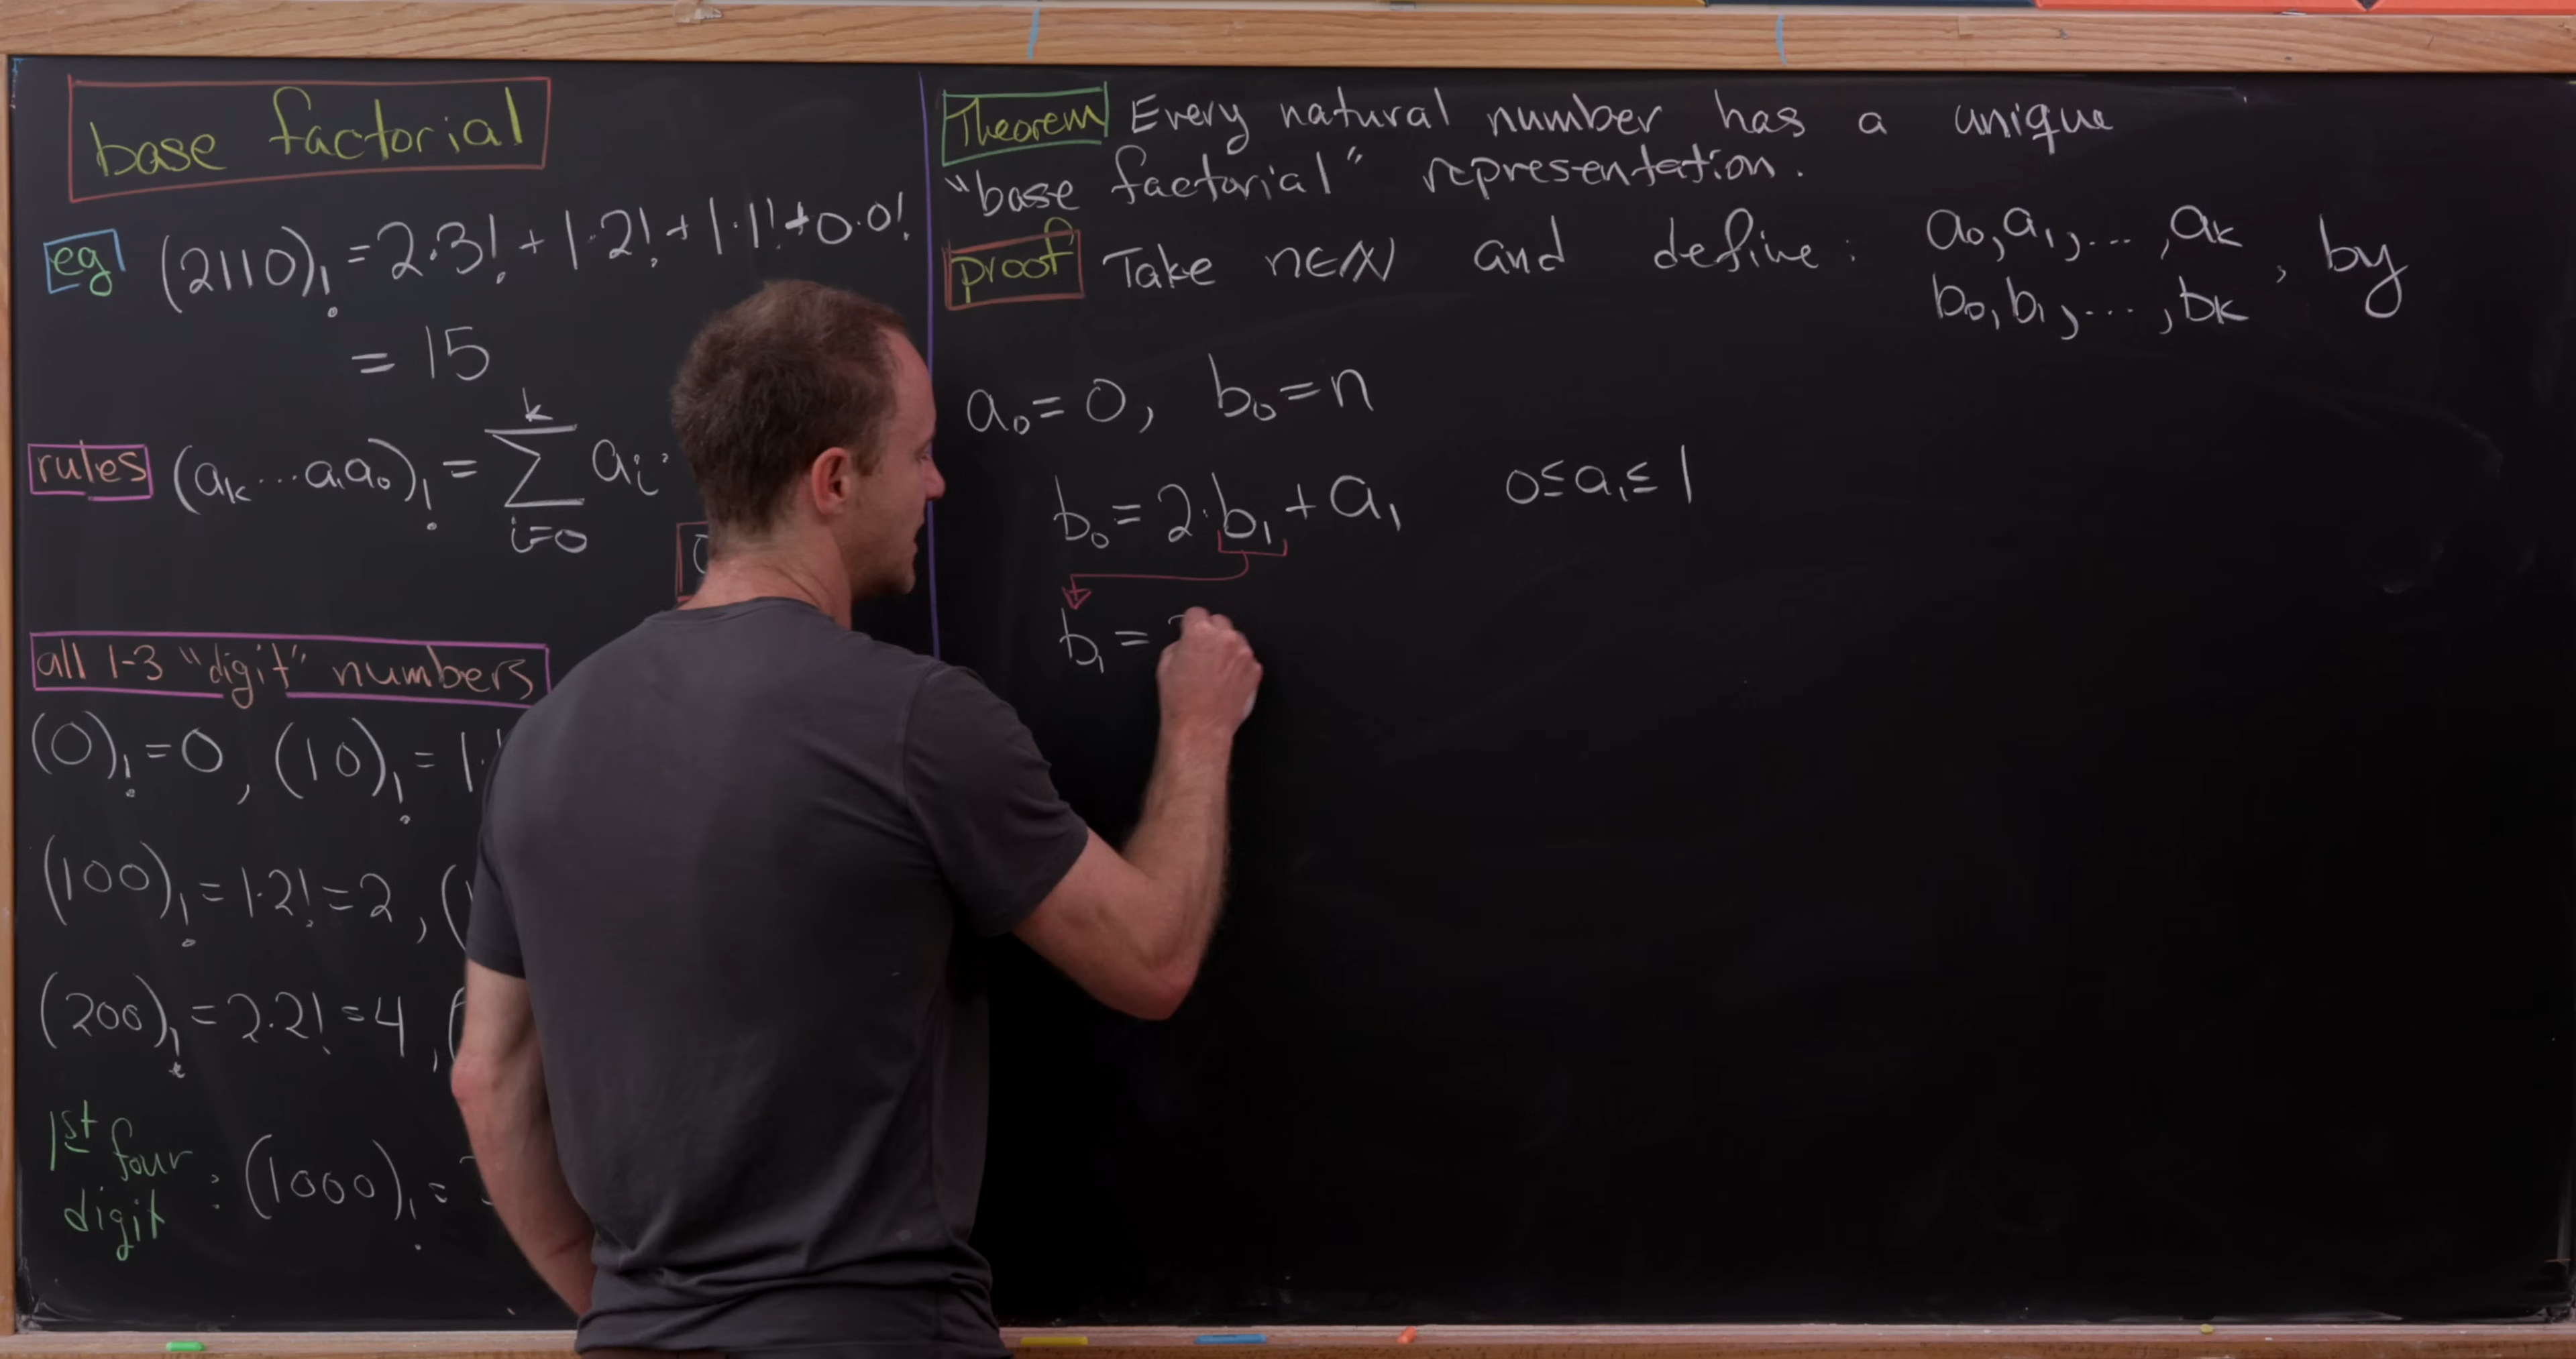 base factorial
eg (2110)! = 2·3! + 1·2! + 1·1! + 0·0!
= 15
rules (aₖ...a₁a₀)! = ∑ᵢ₌₀ᵏ aᵢ·
all 1-3 "digit" numbers
(0)! = 0, (10)! = 1·
(100)! = 1·2! = 2, (
(200)! = 2·2! = 4, (
1st four digit : (1000)! =
Theorem Every natural number has a unique
"base factorial" representation.
proof Take n∈ℕ and define: a₀,a₁,...,aₖ
b₀,b₁,...,bₖ, by
a₀ = 0, b₀ = n
b₀ = 2·b₁ + a₁ 0≤a₁≤1
b₁ =